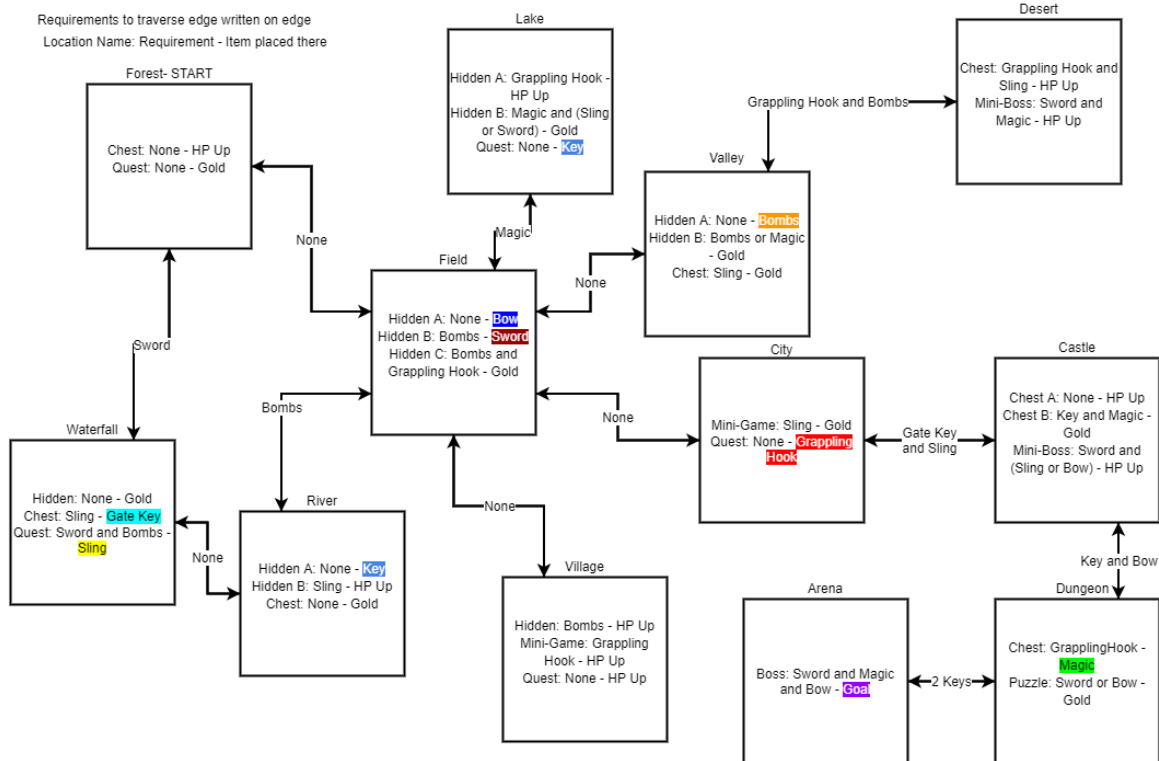 Requirements to traverse edge written on edge
Location Name: Requirement - Item placed there
Forest- START
Chest: None - HP Up
Quest: None - Gold
Lake
Hidden A: Grappling Hook -
HP Up
Hidden B: Magic and (Sling
or Sword) - Gold
Quest: None - Key
Desert
Chest: Grappling Hook and
Sling - HP Up
Mini-Boss: Sword and
Magic - HP Up
Grappling Hook and Bombs
Valley
Hidden A: None - Bombs
Hidden B: Bombs or Magic
- Gold
Chest: Sling - Gold
None
Magic
None
Field
Hidden A: None - Bow
Hidden B: Bombs - Sword
Hidden C: Bombs and
Grappling Hook - Gold
Sword
Bombs
None
None
City
Mini-Game: Sling - Gold
Quest: None - Grappling
Hook
Gate Key
and Sling
Castle
Chest A: None - HP Up
Chest B: Key and Magic -
Gold
Mini-Boss: Sword and
(Sling or Bow) - HP Up
Waterfall
Hidden: None - Gold
Chest: Sling - Gate Key
Quest: Sword and Bombs -
Sling
None
River
Hidden A: None - Key
Hidden B: Sling - HP Up
Chest: None - Gold
Village
Hidden: Bombs - HP Up
Mini-Game: Grappling
Hook - HP Up
Quest: None - HP Up
Key and Bow
Arena
Boss: Sword and Magic
and Bow - Goal
2 Keys
Dungeon
Chest: GrapplingHook -
Magic
Puzzle: Sword or Bow -
Gold